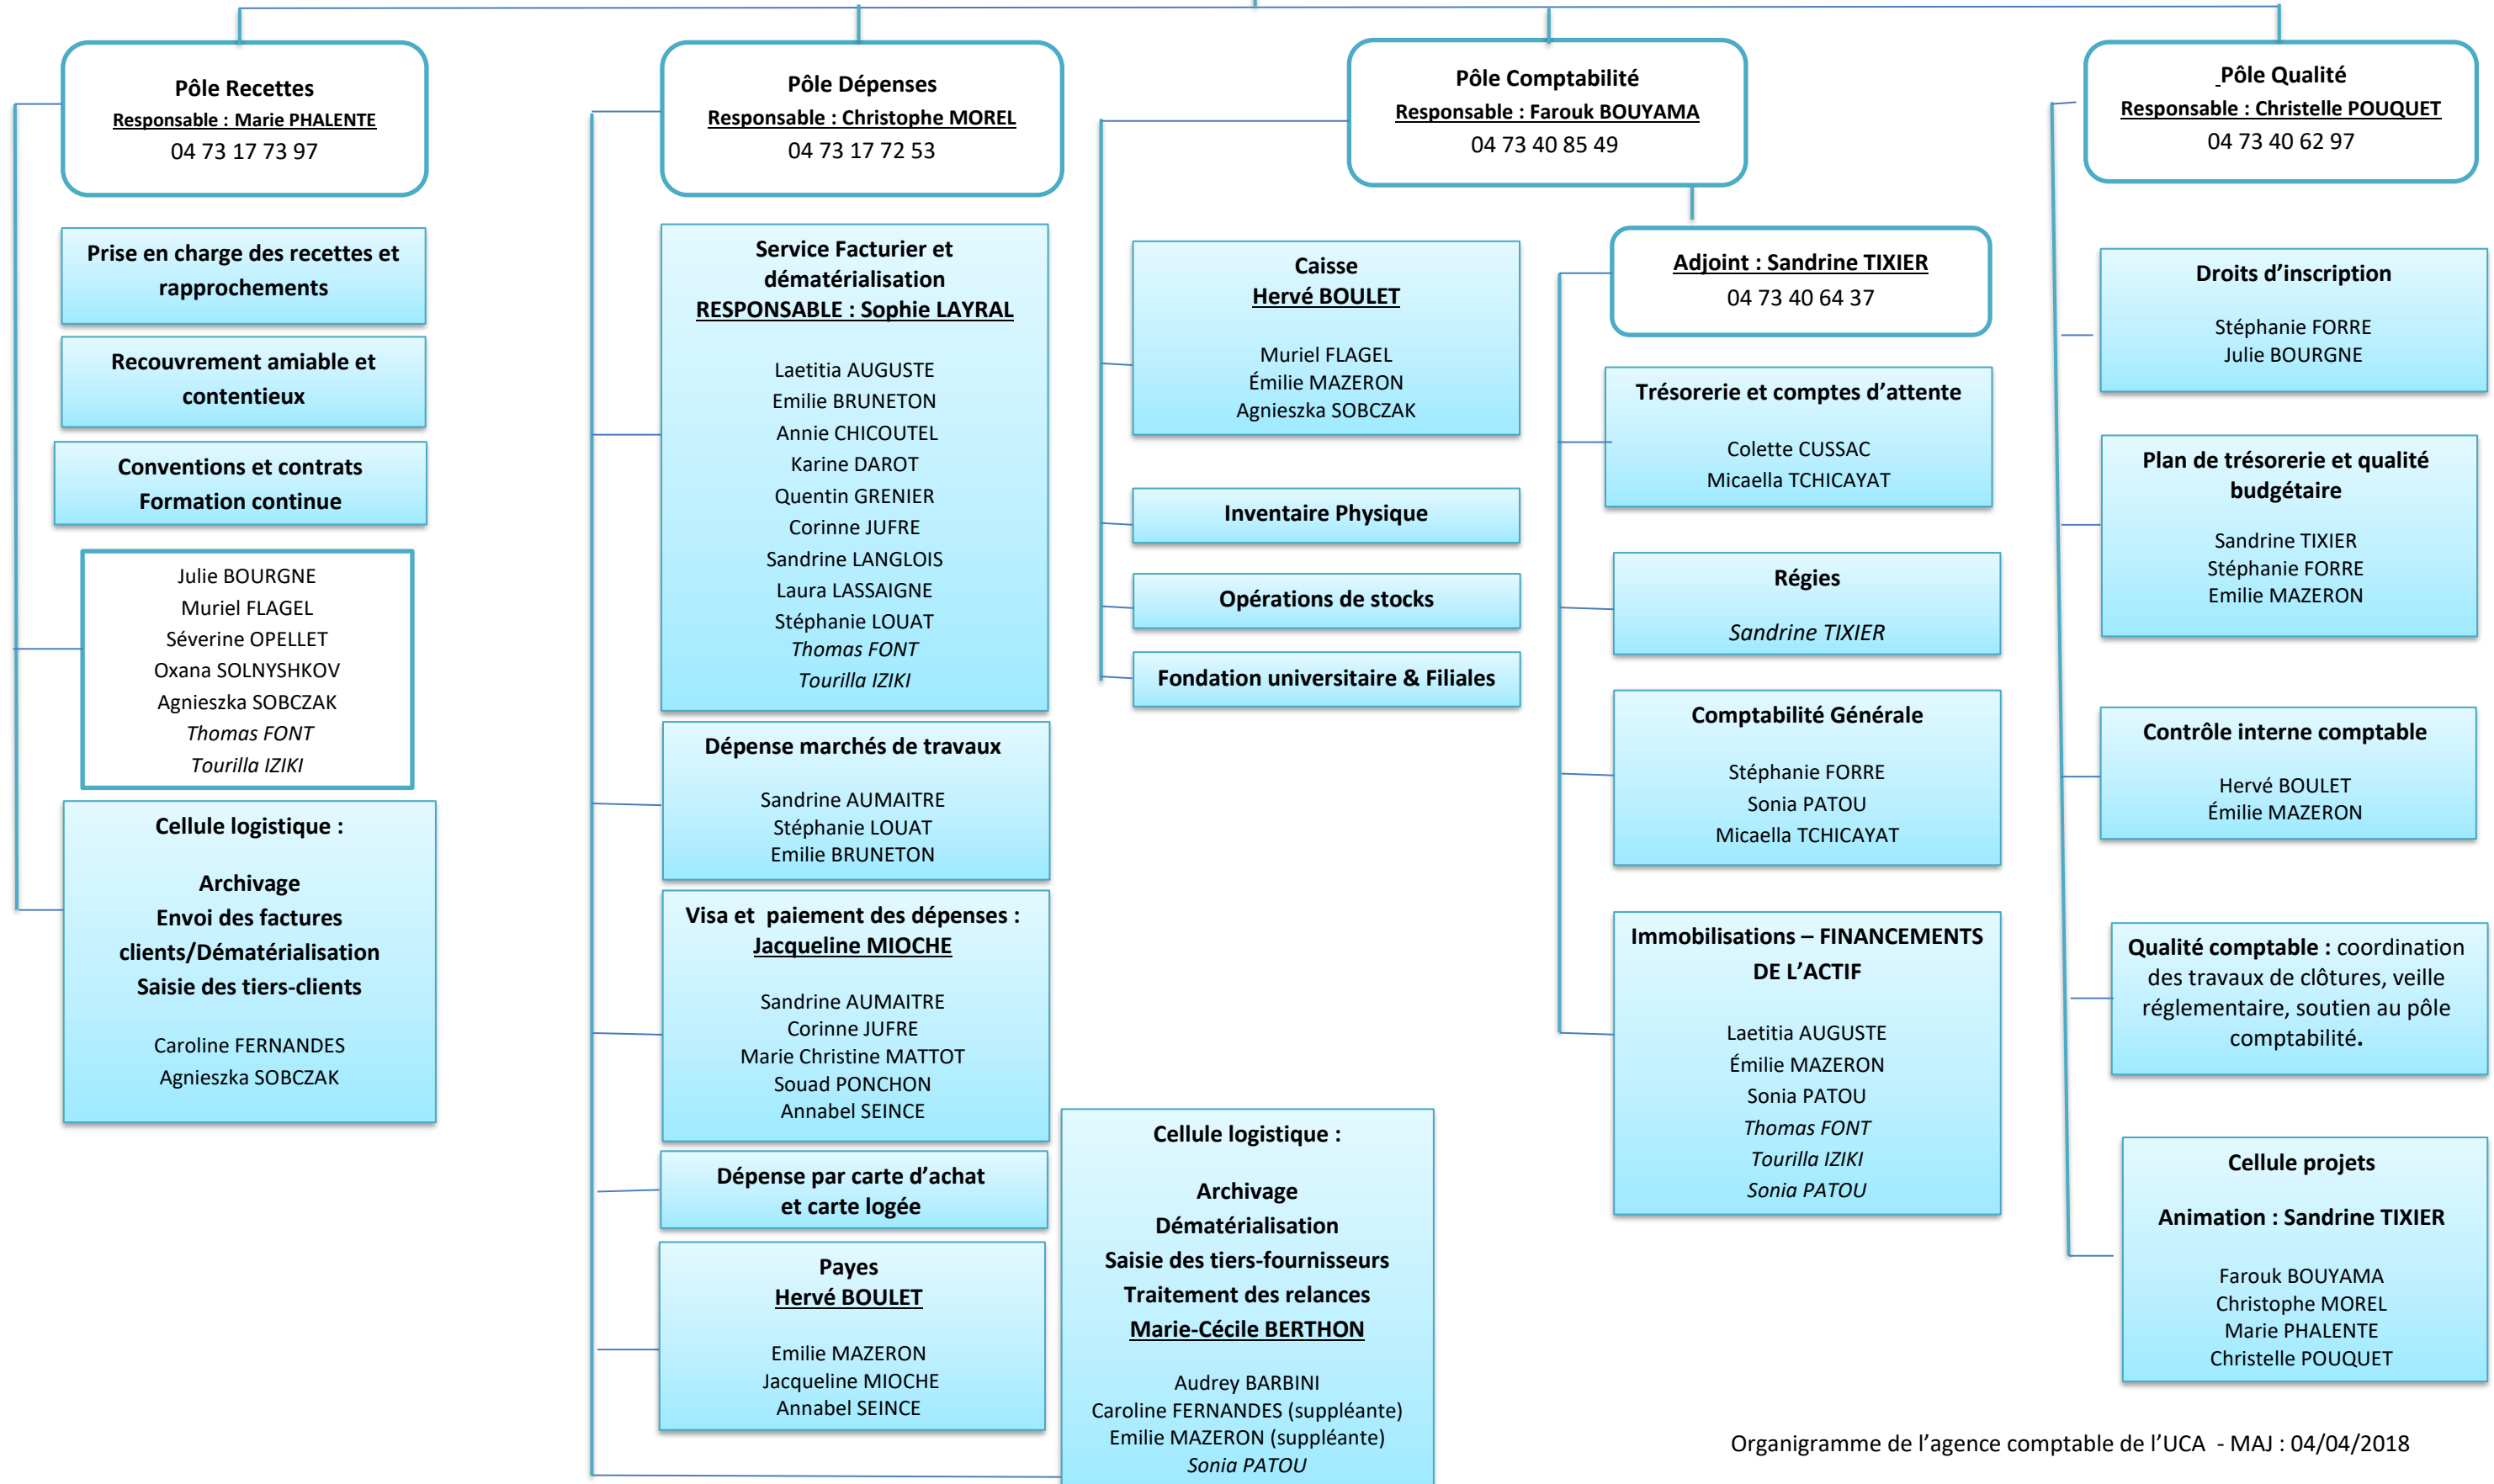 Pôle Recettes
Responsable : Marie PHALENTE
04 73 17 73 97
Prise en charge des recettes et
rapprochements
Recouvrement amiable et
contentieux
Conventions et contrats
Formation continue
Julie BOURGNE
Muriel FLAGEL
Séverine OPELLET
Oxana SOLNYSHKOV
Agnieszka SOBCZAK
Thomas FONT
Tourilla IZIKI
Cellule logistique :
Archivage
Envoi des factures
clients/Dématérialisation
Saisie des tiers-clients
Caroline FERNANDES
Agnieszka SOBCZAK
Pôle Dépenses
Responsable : Christophe MOREL
04 73 17 72 53
Service Facturier et
dématérialisation
RESPONSABLE : Sophie LAYRAL
Laetitia AUGUSTE
Emilie BRUNETON
Annie CHICOUTEL
Karine DAROT
Quentin GRENIER
Corinne JUFRE
Sandrine LANGLOIS
Laura LASSAIGNE
Stéphanie LOUAT
Thomas FONT
Tourilla IZIKI
Dépense marchés de travaux
Sandrine AUMAITRE
Stéphanie LOUAT
Emilie BRUNETON
Visa et paiement des dépenses :
Jacqueline MIOCHE
Sandrine AUMAITRE
Corinne JUFRE
Marie Christine MATTOT
Souad PONCHON
Annabel SEINCE
Dépense par carte d’achat
et carte logée
Payes
Hervé BOULET
Emilie MAZERON
Jacqueline MIOCHE
Annabel SEINCE
Cellule logistique :
Archivage
Dématérialisation
Saisie des tiers-fournisseurs
Traitement des relances
Marie-Cécile BERTHON
Audrey BARBINI
Caroline FERNANDES (suppléante)
Emilie MAZERON (suppléante)
Sonia PATOU
Pôle Comptabilité
Responsable : Farouk BOUYAMA
04 73 40 85 49
Caisse
Hervé BOULET
Muriel FLAGEL
Émilie MAZERON
Agnieszka SOBCZAK
Inventaire Physique
Opérations de stocks
Fondation universitaire & Filiales
Adjoint : Sandrine TIXIER
04 73 40 64 37
Trésorerie et comptes d’attente
Colette CUSSAC
Micaella TCHICAYAT
Régies
Sandrine TIXIER
Comptabilité Générale
Stéphanie FORRE
Sonia PATOU
Micaella TCHICAYAT
Immobilisations – FINANCEMENTS
DE L’ACTIF
Laetitia AUGUSTE
Émilie MAZERON
Sonia PATOU
Thomas FONT
Tourilla IZIKI
Sonia PATOU
Pôle Qualité
Responsable : Christelle POUQUET
04 73 40 62 97
Droits d’inscription
Stéphanie FORRE
Julie BOURGNE
Plan de trésorerie et qualité
budgétaire
Sandrine TIXIER
Stéphanie FORRE
Emilie MAZERON
Contrôle interne comptable
Hervé BOULET
Émilie MAZERON
Qualité comptable : coordination
des travaux de clôtures, veille
réglementaire, soutien au pôle
comptabilité.
Cellule projets
Animation : Sandrine TIXIER
Farouk BOUYAMA
Christophe MOREL
Marie PHALENTE
Christelle POUQUET
Organigramme de l’agence comptable de l’UCA - MAJ : 04/04/2018